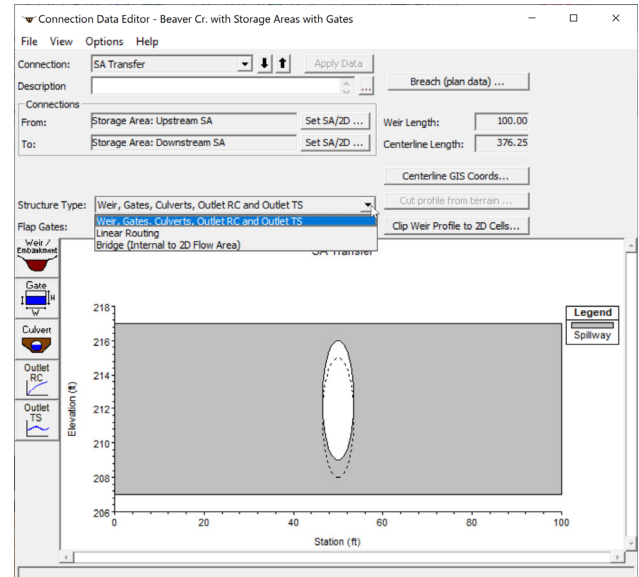 Connection Data Editor - Beaver Cr. with Storage Areas with Gates
File View Options Help
Connection: SA Transfer Apply Data
Description ... Breach (plan data) ...
Connections
From: Storage Area: Upstream SA Set SA/2D ... Weir Length: 100.00
To: Storage Area: Downstream SA Set SA/2D ... Centerline Length: 376.25
Centerline GIS Coords...
Structure Type: Weir, Gates, Culverts, Outlet RC and Outlet TS Cut profile from terrain ...
Flap Gates: Weir, Gates, Culverts, Outlet RC and Outlet TS Clip Weir Profile to 2D Cells...
Linear Routing
Bridge (Internal to 2D Flow Area)
Weir /
Embankment
SA Transfer
Gate
H
W
Culvert
Outlet
RC
Outlet
TS
218
216
214
212
210
208
206
Elevation (ft)
0 20 40 60 80 100
Station (ft)
Legend
Spillway